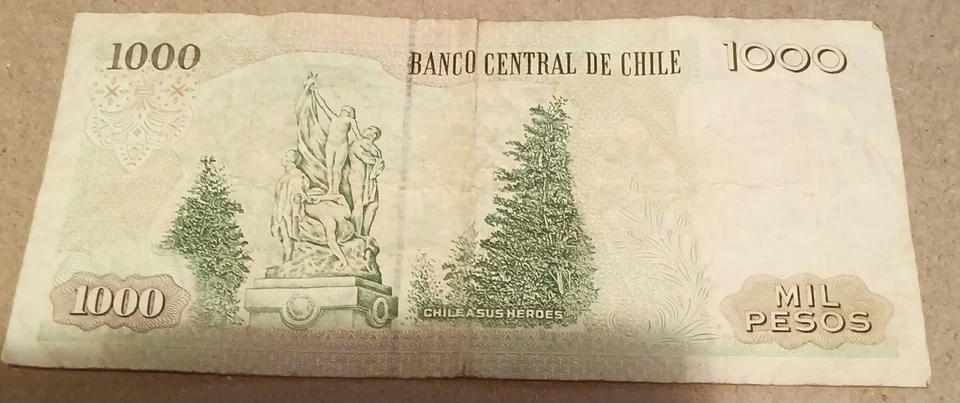 1000
BANCO CENTRAL DE CHILE
1000
CHILE A SUS HEROES
1000
MIL
PESOS